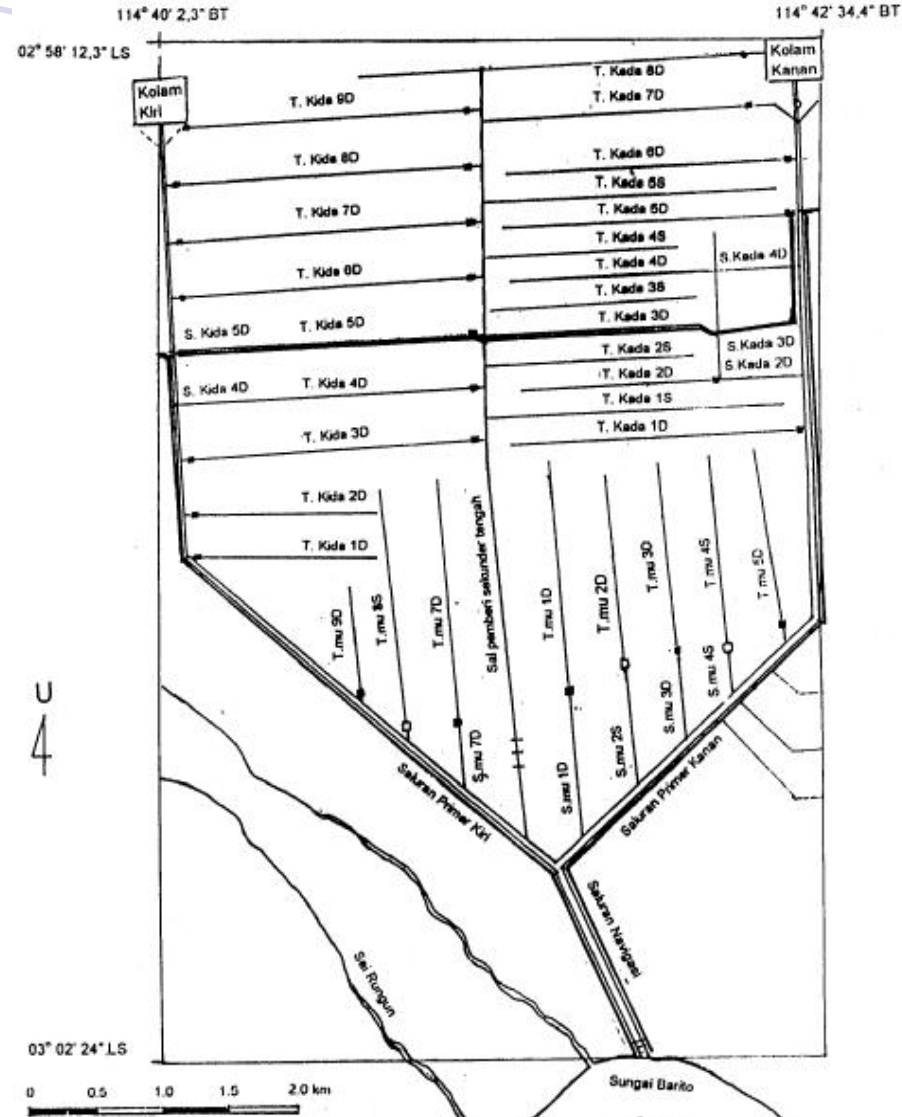 114° 40' 2,3" BT
114° 42' 34,4" BT
02° 58' 12,3" LS
Kolam
Kiri
Kolam
Kanan
T. Kada 8D
T. Kida 9D
T. Kada 7D
T. Kida 8D
T. Kada 6D
T. Kada 5S
T. Kida 7D
T. Kada 5D
T. Kada 4S
S.Kada 4D
T. Kada 4D
T. Kida 6D
T. Kada 3S
T. Kada 3D
S. Kida 5D
T. Kida 5D
S.Kada 3D
T. Kada 2S
S.Kada 2D
T. Kada 2D
S. Kida 4D
T. Kida 4D
T. Kada 1S
T. Kada 1D
T. Kida 3D
T. Kida 2D
T. Kida 1D
T.mu 9D
T.mu 8S
T.mu 7D
Sal pemberi sekunder tengah
T.mu 1D
T.mu 2D
T.mu 3D
T.mu 4S
T.mu 5D
S.mu 7D
S.mu 1D
S.mu 2S
S.mu 3D
S.mu 4S
U
Saluran Primer Kiri
Saluran Primer Kanan
Saluran Navigasi
Sei Rungun
03° 02' 24" LS
Sungai Barito
0 0.5 1.0 1.5 2.0 km